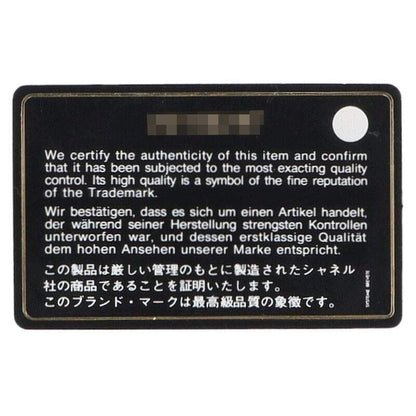 We certify the authenticity of this item and confirm
that it has been subjected to the most exacting quality
control. Its high quality is a symbol of the fine reputation
of the Trademark.
Wir bestätigen, dass es sich um einen Artikel handelt,
der während seiner Herstellung strengsten Kontrollen
unterworfen war, und dessen erstklassige Qualität
dem hohen Ansehen unserer Marke entspricht.
この製品は厳しい管理のもとに製造されたシャネル
社の商品であることを証明いたします。
このブランド・マークは最高級品質の象徴です。